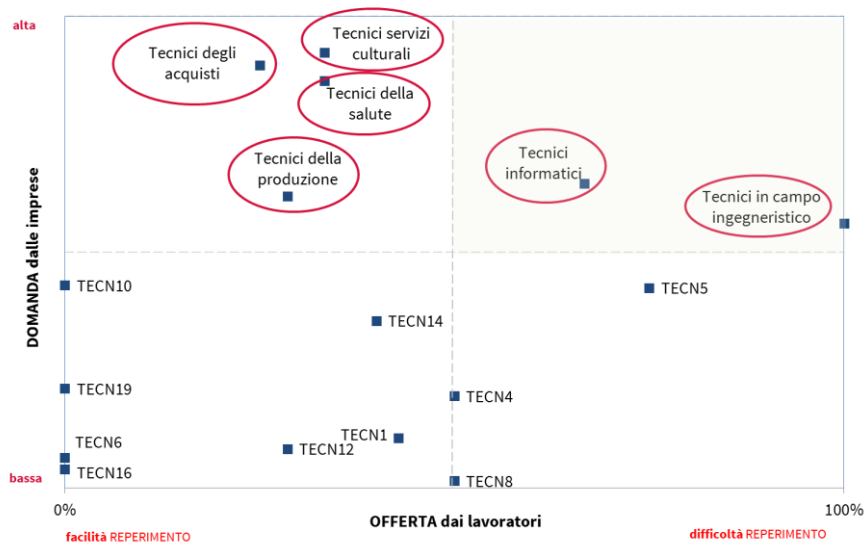 alta
Tecnici degli
acquisti
Tecnici servizi
culturali
Tecnici della
salute
Tecnici della
produzione
Tecnici
informatici
Tecnici in campo
ingegneristico
DOMANDA dalle imprese
TECN10
TECN5
TECN14
TECN19
TECN4
TECN1
TECN6
TECN12
TECN16
TECN8
bassa
0%
OFFERTA dai lavoratori
100%
facilità REPERIMENTO
difficoltà REPERIMENTO